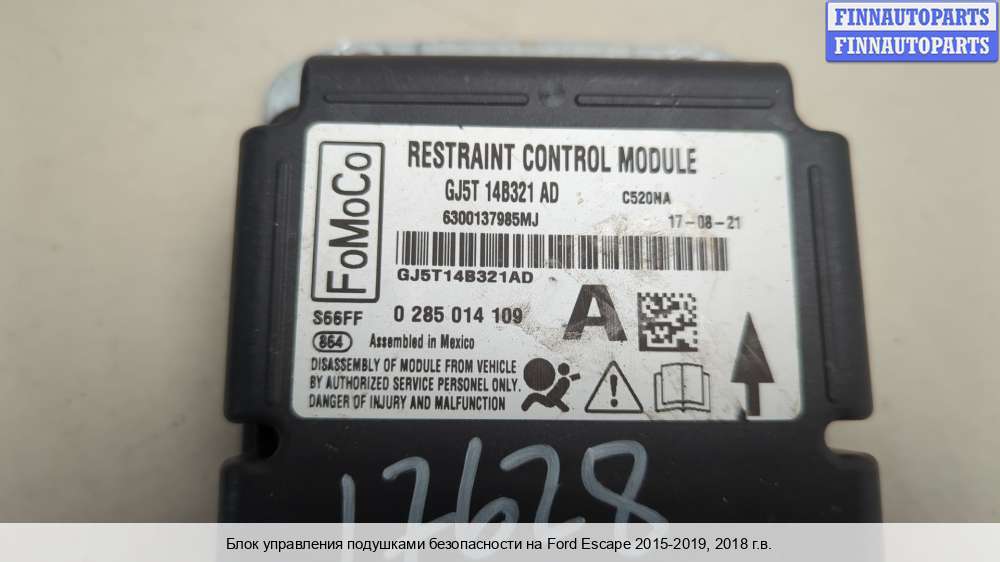 FINNAUTOPARTS
FINNAUTOPARTS
FoMoCo
RESTRAINT CONTROL MODULE
GJ5T 14B321 AD C520NA
6300137985MJ 17-08-21
GJ5T14B321AD
S66FF 0 285 014 109 A
864 Assembled in Mexico
DISASSEMBLY OF MODULE FROM VEHICLE
BY AUTHORIZED SERVICE PERSONEL ONLY.
DANGER OF INJURY AND MALFUNCTION
12628
Блок управления подушками безопасности на Ford Escape 2015-2019, 2018 г.в.